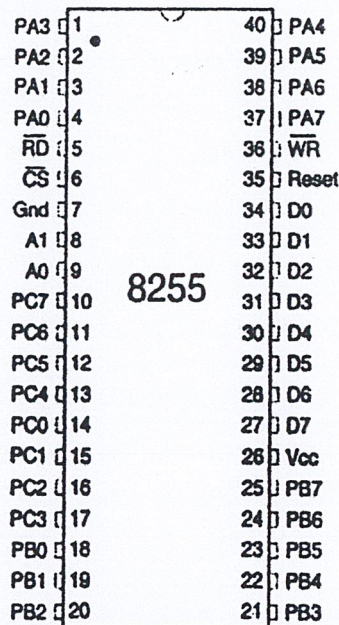 PA3 1 40 PA4
PA2 2 39 PA5
PA1 3 38 PA6
PA0 4 37 PA7
RD 5 36 WR
CS 6 35 Reset
Gnd 7 34 D0
A1 8 33 D1
A0 9 32 D2
8255
PC7 10 31 D3
PC6 11 30 D4
PC5 12 29 D5
PC4 13 28 D6
PC0 14 27 D7
PC1 15 26 Vcc
PC2 16 25 PB7
PC3 17 24 PB6
PB0 18 23 PB5
PB1 19 22 PB4
PB2 20 21 PB3